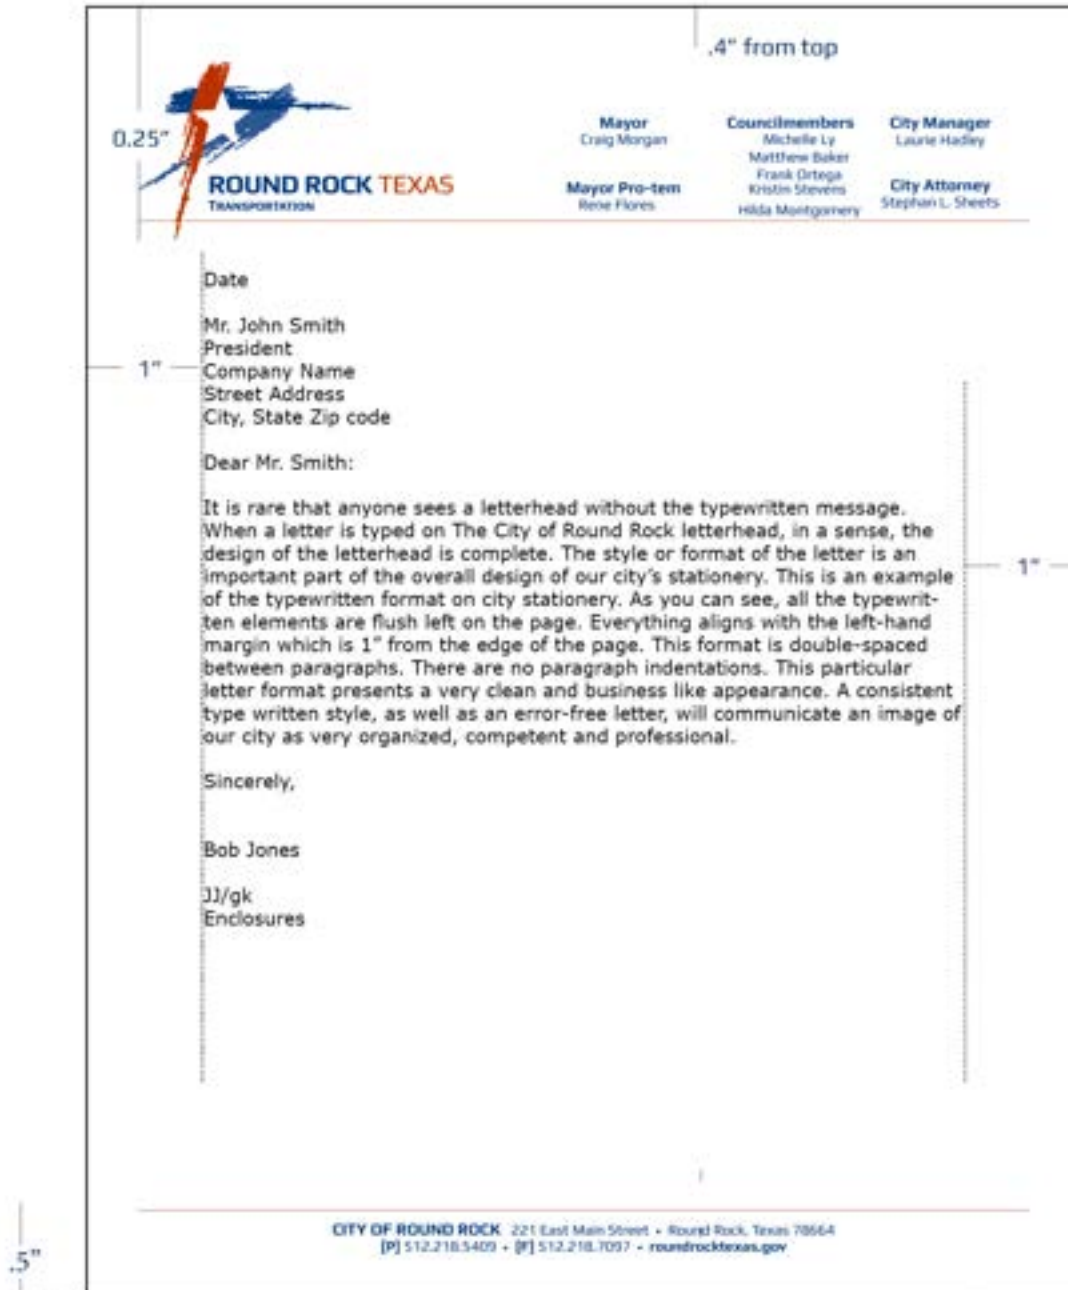 .4" from top
0.25"
ROUND ROCK TEXAS
TRANSPORTATION
Mayor
Craig Morgan
Mayor Pro-tem
Rene Flores
Councilmembers
Michelle Ly
Matthew Baker
Frank Ortega
Kristin Stevens
Hilda Montgomery
City Manager
Laurie Hadley
City Attorney
Stephan L. Sheets
Date
Mr. John Smith
President
1"
Company Name
Street Address
City, State Zip code
Dear Mr. Smith:
It is rare that anyone sees a letterhead without the typewritten message.
When a letter is typed on The City of Round Rock letterhead, in a sense, the
design of the letterhead is complete. The style or format of the letter is an
important part of the overall design of our city's stationery. This is an example
1"
of the typewritten format on city stationery. As you can see, all the typewrit-
ten elements are flush left on the page. Everything aligns with the left-hand
margin which is 1" from the edge of the page. This format is double-spaced
between paragraphs. There are no paragraph indentations. This particular
letter format presents a very clean and business like appearance. A consistent
type written style, as well as an error-free letter, will communicate an image of
our city as very organized, competent and professional.
Sincerely,
Bob Jones
JJ/gk
Enclosures
CITY OF ROUND ROCK 221 East Main Street • Round Rock, Texas 78664
[P] 512.218.5409 • [F] 512.218.7097 • roundrocktexas.gov
.5"